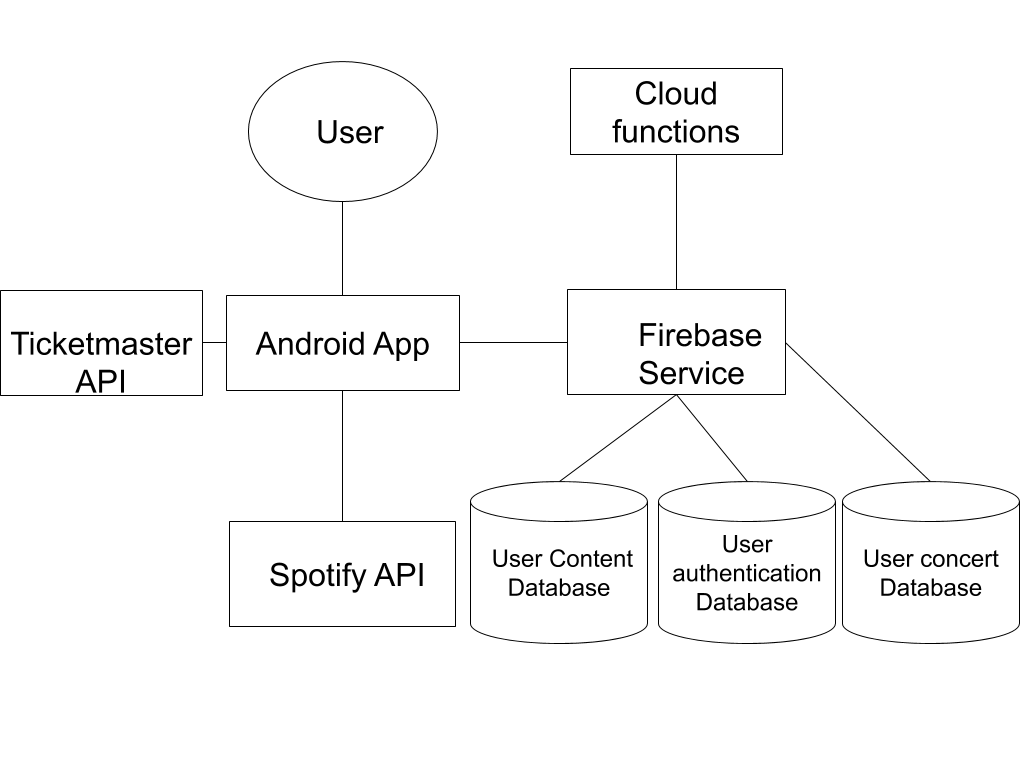 User
Cloud
functions
Ticketmaster
API
Android App
Firebase
Service
Spotify API
User Content
Database
User
authentication
Database
User concert
Database